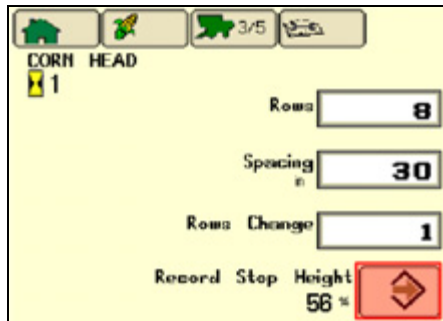 3/5
CORN HEAD
1
Rows 8
Spacing 30
in
Rows Change 1
Record Stop Height
56 %